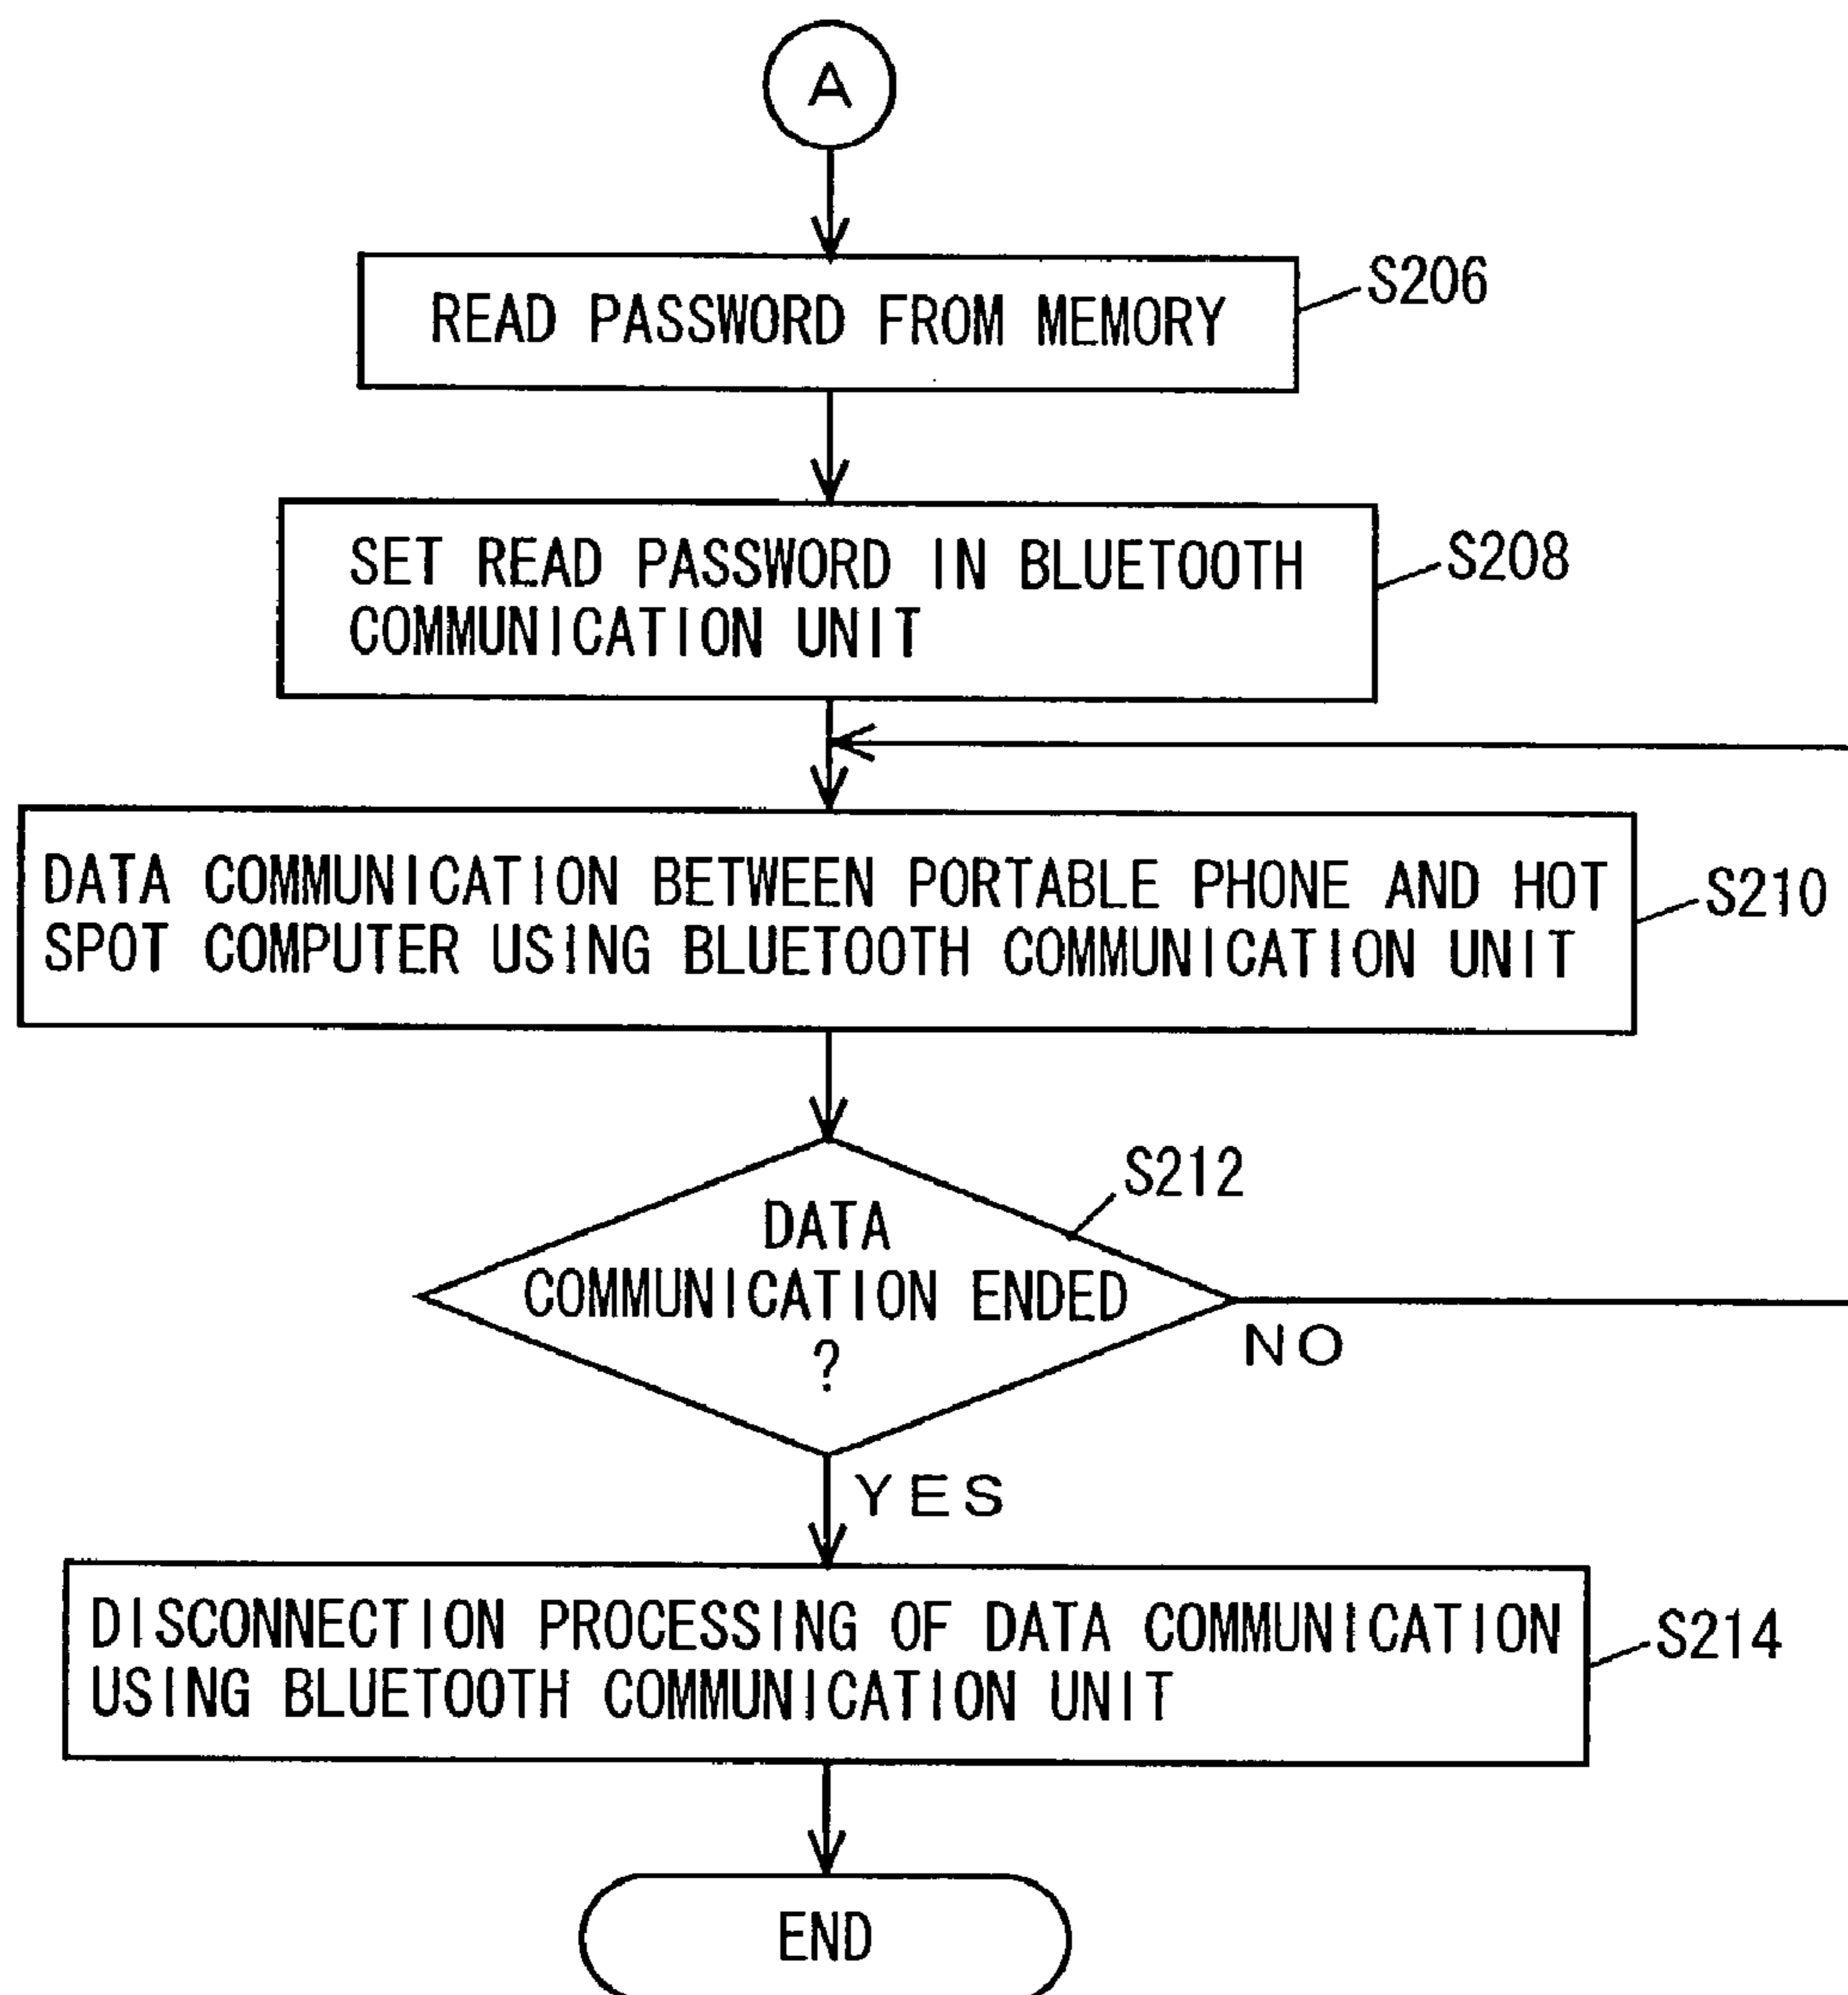 A
READ PASSWORD FROM MEMORY
S206
SET READ PASSWORD IN BLUETOOTH
COMMUNICATION UNIT
S208
DATA COMMUNICATION BETWEEN PORTABLE PHONE AND HOT
SPOT COMPUTER USING BLUETOOTH COMMUNICATION UNIT
S210
S212
DATA
COMMUNICATION ENDED
?
NO
YES
DISCONNECTION PROCESSING OF DATA COMMUNICATION
USING BLUETOOTH COMMUNICATION UNIT
S214
END